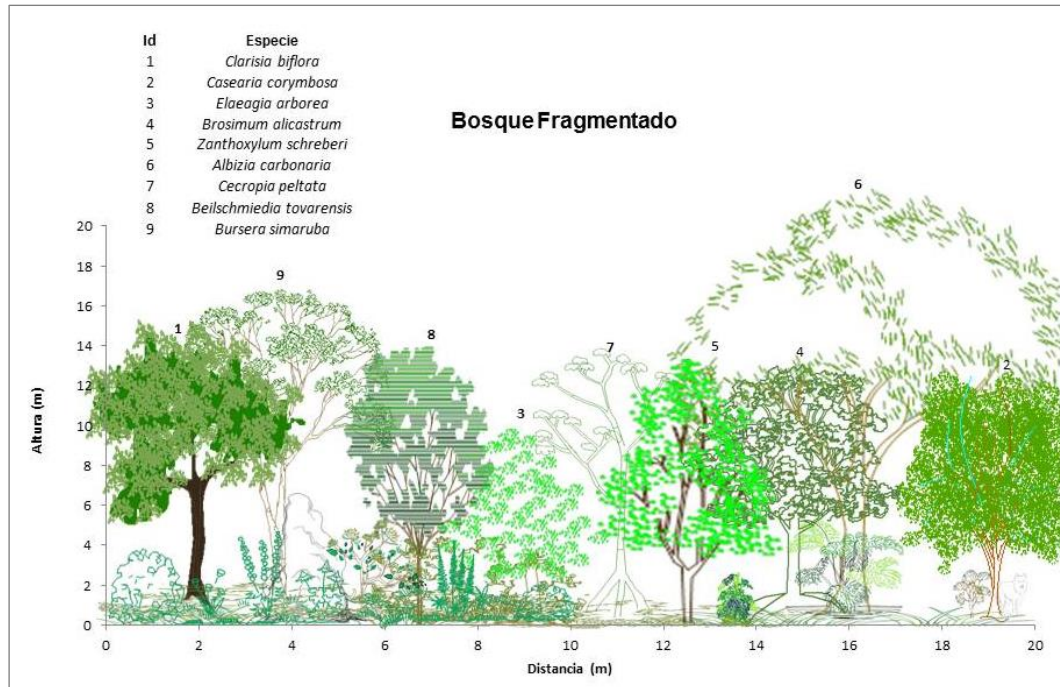 Id Especie
1 Clarisia biflora
2 Casearia corymbosa
3 Elaeagia arborea
4 Brosimum alicastrum
5 Zanthoxylum schreberi
6 Albizia carbonaria
7 Cecropia peltata
8 Beilschmiedia tovarensis
9 Bursera simaruba
Bosque Fragmentado
6
9
1
8
7
5
4
2
3
Altura (m)
20
18
16
14
12
10
8
6
4
2
0
0 2 4 6 8 10 12 14 16 18 20
Distancia (m)